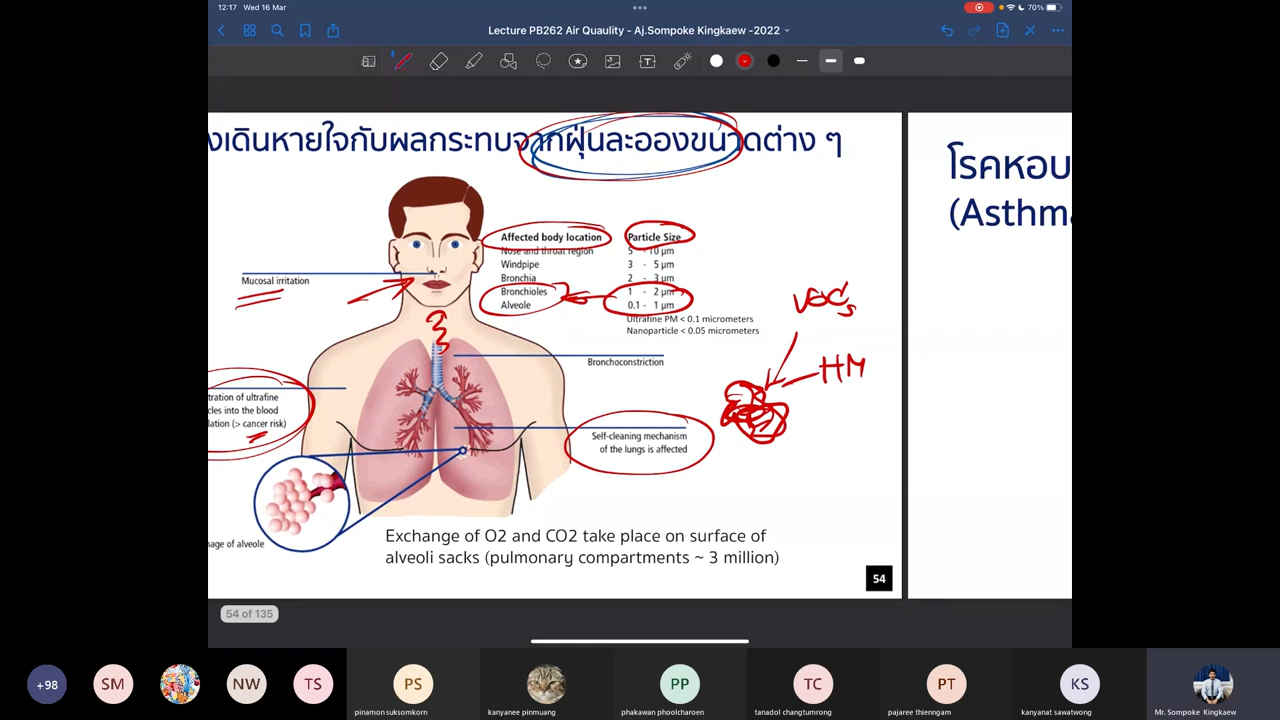 12:17 Wed 16 Mar
70%
Lecture PB262 Air Quaulity - Aj.Sompoke Kingkaew -2022
งเดินหายใจกับผลกระทบจากฝุ่นละอองขนาดต่าง ๆ
Affected body location Particle Size
Nose and throat region 5 - 10 µm
Windpipe 3 - 5 µm
Bronchia 2 - 3 µm
Bronchioles 1 - 2 µm
Alveole 0.1 - 1 µm
Ultrafine PM < 0.1 micrometers
Nanoparticle < 0.05 micrometers
Mucosal irritation
VOCs
HM
Bronchoconstriction
tration of ultrafine
cles into the blood
lation (> cancer risk)
Self-cleaning mechanism
of the lungs is affected
age of alveole
Exchange of O2 and CO2 take place on surface of
alveoli sacks (pulmonary compartments ~ 3 million)
54
โรคหอบ
(Asthm
54 of 135
+98
SM
NW
TS
PS
pinamon suksomkorn
kanyanee pinmuang
PP
phakawan phoolcharoen
TC
tanadol changtumrong
PT
pajaree thienngam
KS
kanyanat sawatwong
Mr. Sompoke Kingkaew